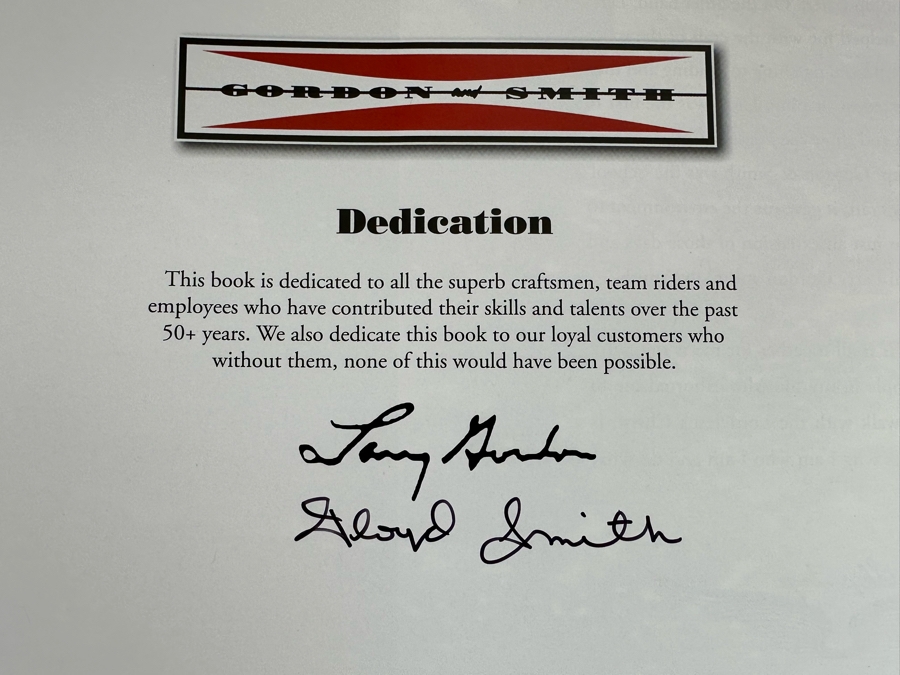 GORDON and SMITH
Dedication
This book is dedicated to all the superb craftsmen, team riders and
employees who have contributed their skills and talents over the past
50+ years. We also dedicate this book to our loyal customers who
without them, none of this would have been possible.
Larry Gordon
Floyd Smith